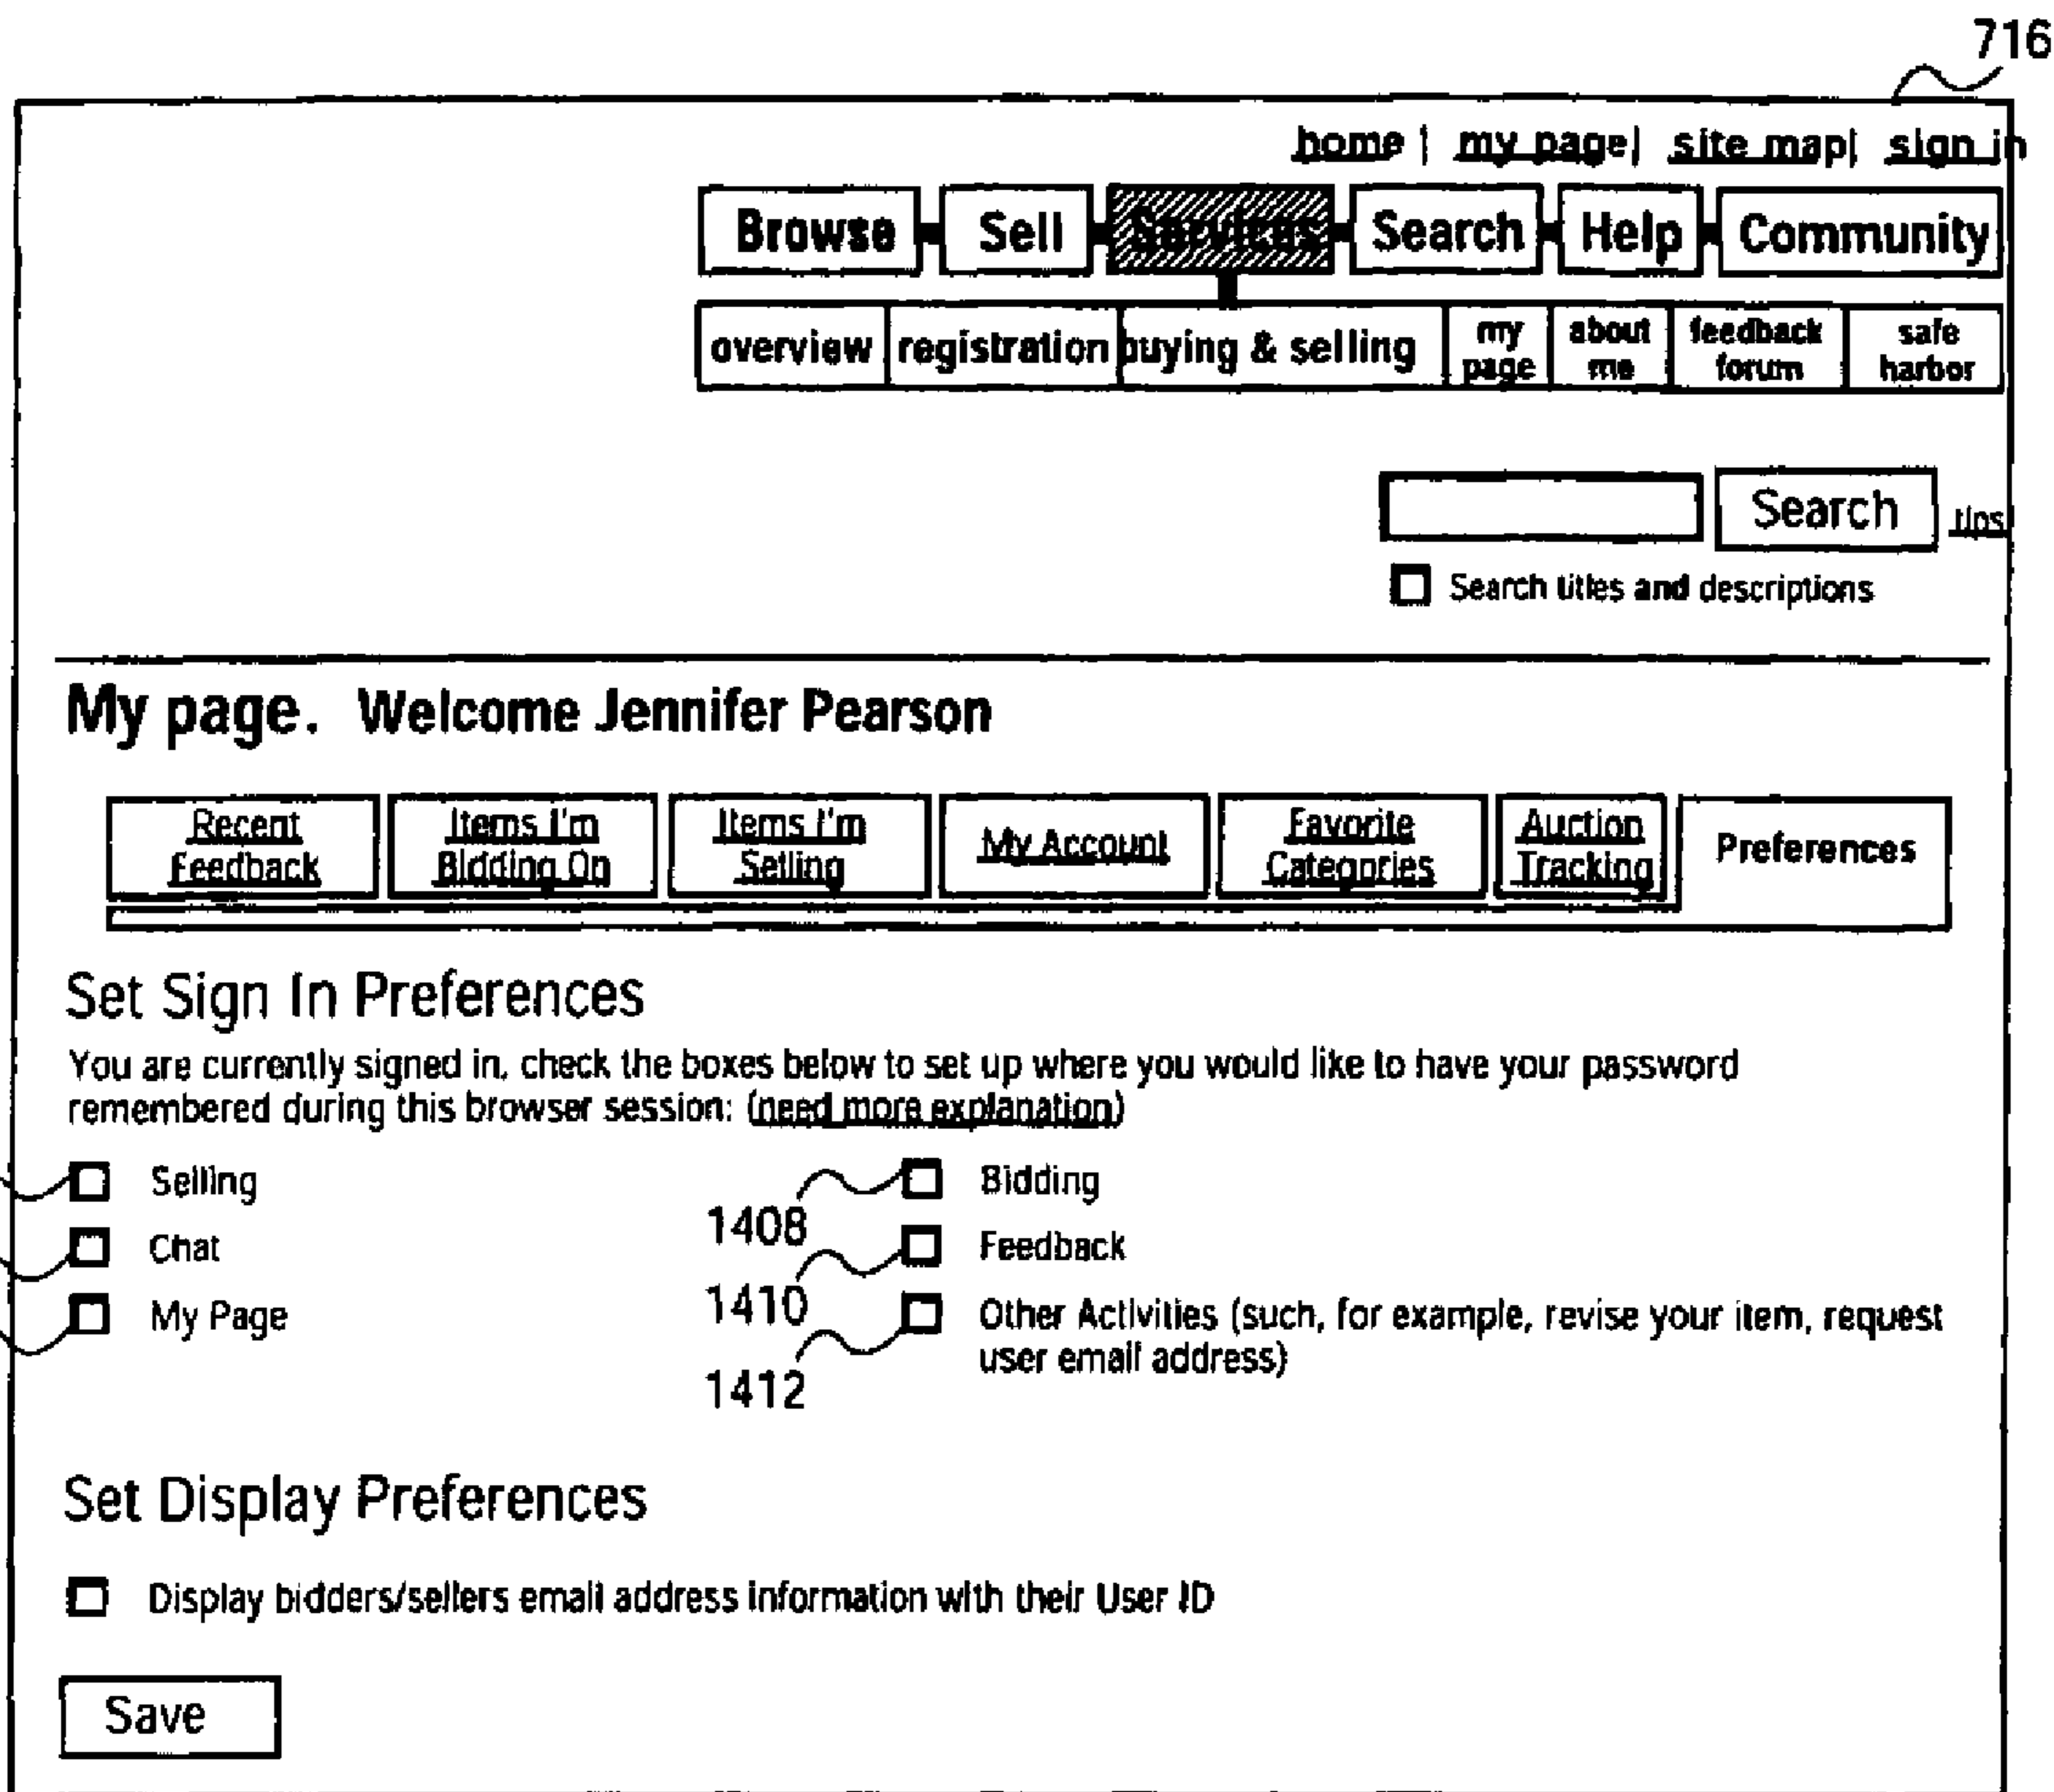 716
home | my page| site map| sign in
Browse Sell Services Search Help Community
overview registration buying & selling my page about me feedback forum safe harbor
Search tips
Search titles and descriptions
My page. Welcome Jennifer Pearson
Recent Feedback Items I'm Bidding On Items I'm Selling My Account Favorite Categories Auction Tracking Preferences
Set Sign In Preferences
You are currently signed in, check the boxes below to set up where you would like to have your password
remembered during this browser session: (need more explanation)
Selling
1408 Bidding
Chat
1410 Feedback
My Page
1412 Other Activities (such, for example, revise your item, request
user email address)
Set Display Preferences
Display bidders/sellers email address information with their User ID
Save